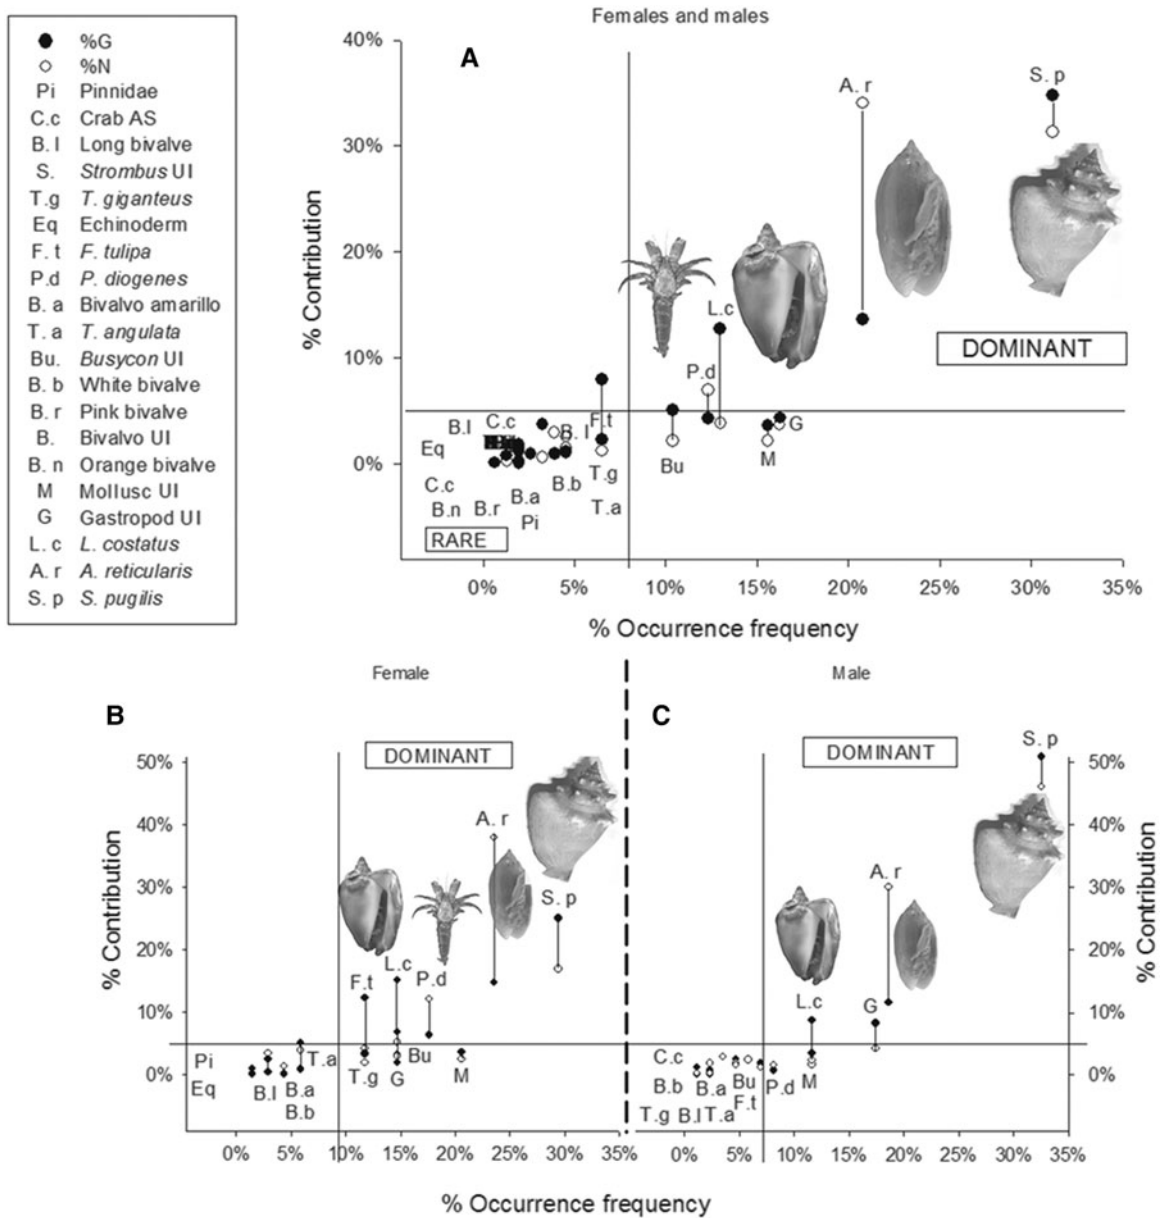 %G
%N
Pi Pinnidae
C.c Crab AS
B.l Long bivalve
S. Strombus UI
T.g T. giganteus
Eq Echinoderm
F.t F. tulipa
P.d P. diogenes
B.a Bivalvo amarillo
T.a T. angulata
Bu. Busycon UI
B.b White bivalve
B.r Pink bivalve
B. Bivalvo UI
B.n Orange bivalve
M Mollusc UI
G Gastropod UI
L.c L. costatus
A.r A. reticularis
S.p S. pugilis
Females and males
A
% Contribution
40%
30%
20%
10%
0%
S. p
A. r
L.c
P.d
DOMINANT
B.l C.c B. l F.t
Eq
Bu M G
C.c B.n B.r B.a B.b T.g
Pi T.a
RARE
0% 5% 10% 15% 20% 25% 30% 35%
% Occurrence frequency
Female
B
% Contribution
50%
40%
30%
20%
10%
0%
DOMINANT
A. r
S. p
F.t L.c P.d
Pi T.a Bu
Eq B.l B.a T.g G M
B.b
0% 5% 10% 15% 20% 25% 30% 35%
Male
C
DOMINANT
S. p
A. r
L.c G
C.c
B.b B.a Bu P.d M
T.g B.l T.a F.t
0% 5% 10% 15% 20% 25% 30% 35%
50%
40%
30%
20%
10%
0%
% Contribution
% Occurrence frequency